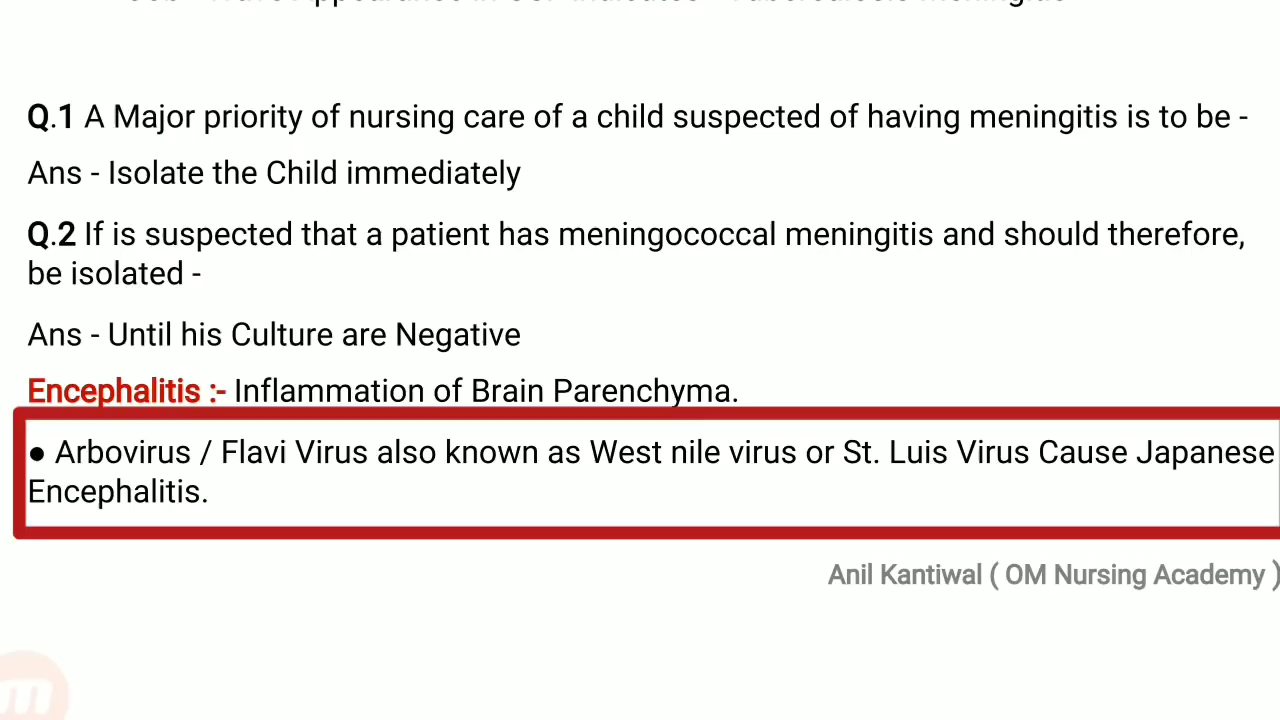 Q.1 A Major priority of nursing care of a child suspected of having meningitis is to be -
Ans - Isolate the Child immediately
Q.2 If is suspected that a patient has meningococcal meningitis and should therefore,
be isolated -
Ans - Until his Culture are Negative
Encephalitis :- Inflammation of Brain Parenchyma.
● Arbovirus / Flavi Virus also known as West nile virus or St. Luis Virus Cause Japanese
Encephalitis.
Anil Kantiwal ( OM Nursing Academy )